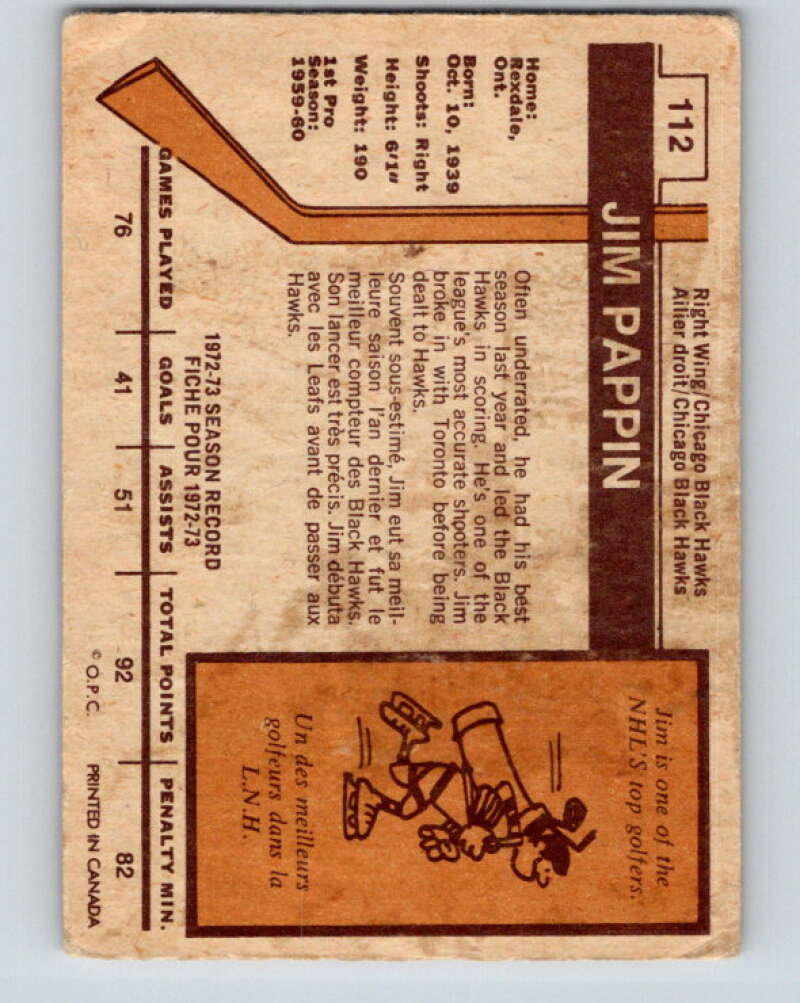 112
Right Wing/Chicago Black Hawks
Ailier droit/Chicago Black Hawks
JIM PAPPIN
Home:
Rexdale,
Ont.
Born:
Oct. 10, 1939
Shoots: Right
Height: 6'1"
Weight: 190
1st Pro
Season:
1959-60
Often underrated, he had his best
season last year and led the Black
Hawks in scoring. He's one of the
league's most accurate shooters. Jim
broke in with Toronto before being
dealt to Hawks.
Souvent sous-estimé, Jim eut sa meil-
leure saison l'an dernier et fut le
meilleur compteur des Black Hawks.
Son lancer est très précis. Jim débuta
avec les Leafs avant de passer aux
Hawks.
Jim is one of the
NHL'S top golfers.
Un des meilleurs
golfeurs dans la
L.N.H.
1972-73 SEASON RECORD
FICHE POUR 1972-73
GAMES PLAYED GOALS ASSISTS TOTAL POINTS PENALTY MIN.
76 41 51 92 82
© O.P.C. PRINTED IN CANADA